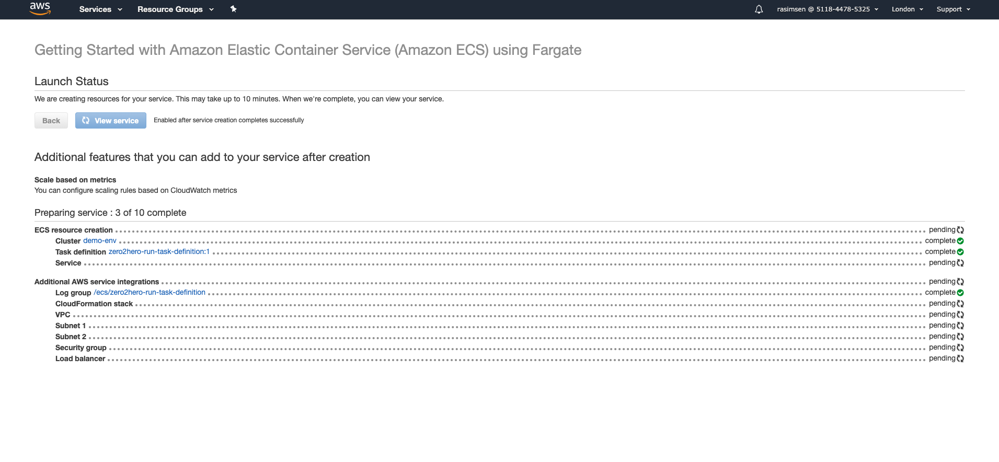 aws Services Resource Groups rasimsen @ 5118-4478-5325 London Support
Getting Started with Amazon Elastic Container Service (Amazon ECS) using Fargate
Launch Status
We are creating resources for your service. This may take up to 10 minutes. When we're complete, you can view your service.
Back View service Enabled after service creation completes successfully
Additional features that you can add to your service after creation
Scale based on metrics
You can configure scaling rules based on CloudWatch metrics
Preparing service : 3 of 10 complete
ECS resource creation pending
Cluster demo-env complete
Task definition zero2hero-run-task-definition:1 complete
Service pending
Additional AWS service integrations pending
Log group /ecs/zero2hero-run-task-definition complete
CloudFormation stack pending
VPC pending
Subnet 1 pending
Subnet 2 pending
Security group pending
Load balancer pending